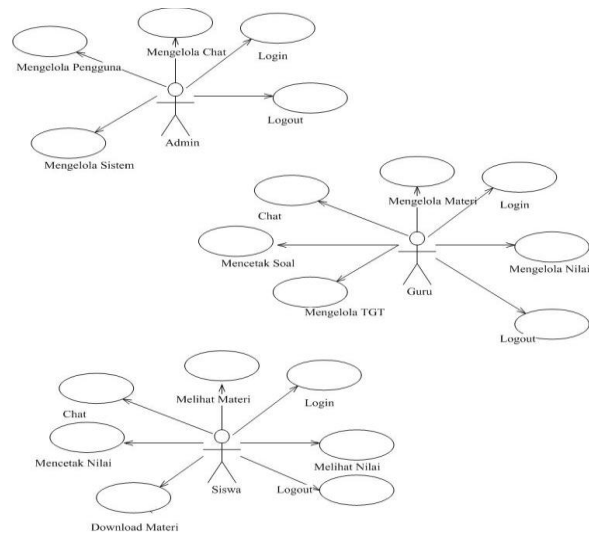 Mengelola Chat
Mengelola Pengguna
Login
Logout
Admin
Mengelola Sistem
Mengelola Materi
Login
Chat
Mencetak Soal
Mengelola Nilai
Guru
Mengelola TGT
Logout
Melihat Materi
Login
Chat
Mencetak Nilai
Melihat Nilai
Siswa
Logout
Download Materi